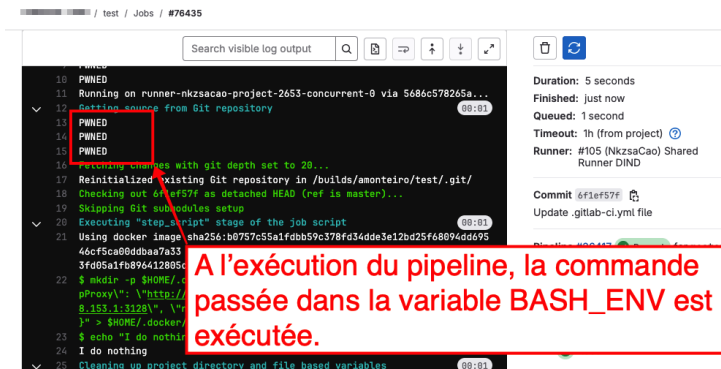 / test / Jobs / #76435
Search visible log output
10 PWNED
11 Running on runner-nkzsacao-project-2653-concurrent-0 via 5686c578265a...
12 Getting source from Git repository 00:01
13 PWNED
14 PWNED
15 PWNED
16 Fetching changes with git depth set to 20...
17 Reinitialized existing Git repository in /builds/amonteiro/test/.git/
18 Checking out 6f1ef57f as detached HEAD (ref is master)...
19 Skipping Git submodules setup
20 Executing "step_script" stage of the job script 00:01
21 Using docker image sha256:b0757c55a1fdbb59c378fd34dde3e12bd25f68094dd695
46cf5ca00ddbaa7a33
3fd05a1fb896412805c
22 $ mkdir -p $HOME/.
pProxy\": \"http:/
8.153.1:3128\", \"
}" > $HOME/.docker/
23 $ echo "I do nothin
24 I do nothing
25 Cleaning up project directory and file based variables 00:01
Duration: 5 seconds
Finished: just now
Queued: 1 second
Timeout: 1h (from project)
Runner: #105 (NkzsaCao) Shared
Runner DIND
Commit 6f1ef57f
Update .gitlab-ci.yml file
A l'exécution du pipeline, la commande
passée dans la variable BASH_ENV est
exécutée.